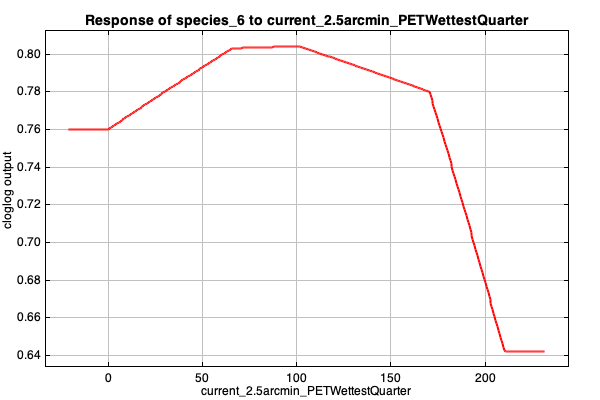 Response of species_6 to current_2.5arcmin_PETWettestQuarter
0.80
0.78
0.76
0.74
0.72
0.70
0.68
0.66
0.64
cloglog output
0 50 100 150 200
current_2.5arcmin_PETWettestQuarter